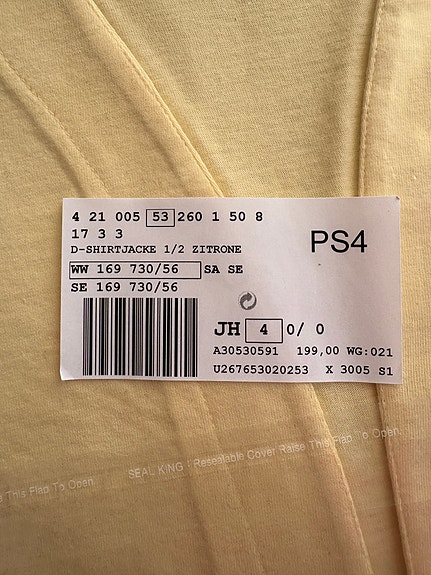 4 21 005 53 260 1 50 8
17 3 3
D-SHIRTJACKE 1/2 ZITRONE
PS4
WW 169 730/56 SA SE
SE 169 730/56
JH 4 0/ 0
A30530591 199,00 WG:021
U267653020253 X 3005 S1
e This Flap To Open.
SEAL KING | Resealable Cover Raise This Flap To Open.